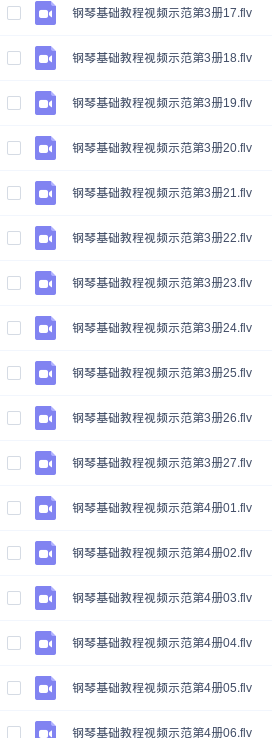 钢琴基础教程视频示范第3册17.flv
钢琴基础教程视频示范第3册18.flv
钢琴基础教程视频示范第3册19.flv
钢琴基础教程视频示范第3册20.flv
钢琴基础教程视频示范第3册21.flv
钢琴基础教程视频示范第3册22.flv
钢琴基础教程视频示范第3册23.flv
钢琴基础教程视频示范第3册24.flv
钢琴基础教程视频示范第3册25.flv
钢琴基础教程视频示范第3册26.flv
钢琴基础教程视频示范第3册27.flv
钢琴基础教程视频示范第4册01.flv
钢琴基础教程视频示范第4册02.flv
钢琴基础教程视频示范第4册03.flv
钢琴基础教程视频示范第4册04.flv
钢琴基础教程视频示范第4册05.flv
钢琴基础教程视频示范第4册06.flv